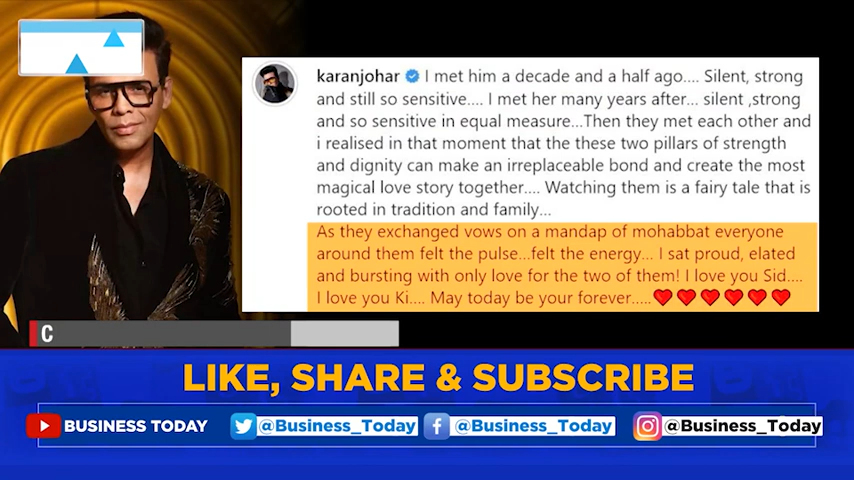 karanjohar I met him a decade and a half ago.... Silent, strong
and still so sensitive.... I met her many years after... silent ,strong
and so sensitive in equal measure...Then they met each other and
i realised in that moment that the these two pillars of strength
and dignity can make an irreplaceable bond and create the most
magical love story together.... Watching them is a fairy tale that is
rooted in tradition and family...
As they exchanged vows on a mandap of mohabbat everyone
around them felt the pulse...felt the energy... I sat proud, elated
and bursting with only love for the two of them! I love you Sid....
I love you Ki.... May today be your forever.....❤️❤️❤️❤️❤️❤️
C
LIKE, SHARE & SUBSCRIBE
BUSINESS TODAY @Business_Today @Business_Today @Business_Today